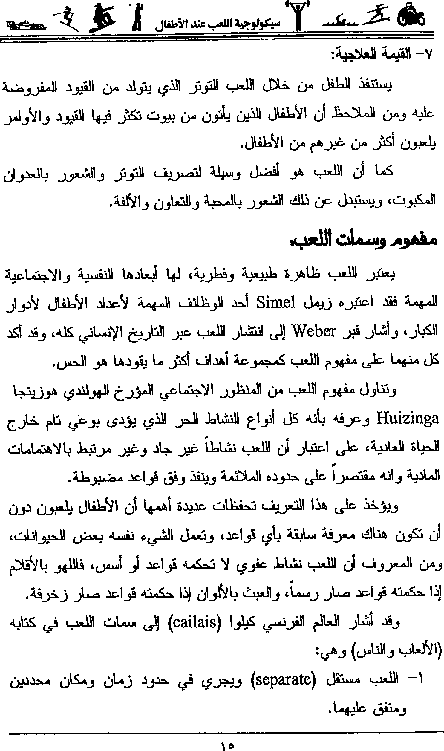 سيكولوجية اللعب عند الأطفال
٧- القيمة العلاجية:
يستنفذ الطفل من خلال اللعب التوتر الذي يتولد من القيود المفروضة
عليه ومن الملاحظ أن الأطفال الذين يأتون من بيوت تكثر فيها القيود والأوامر
يلعبون أكثر من غيرهم من الأطفال.
كما أن اللعب هو أفضل وسيلة لتصريف التوتر والشعور بالعدوان
المكبوت، ويستبدل عن ذلك الشعور بالمحبة والتعاون والألفة.
مفهوم وسمات اللعب:
يعتبر اللعب ظاهرة طبيعية وفطرية، لها أبعادها النفسية والاجتماعية
المهمة فقد اعتبره زيمل Simel أحد الوظائف المهمة لأعداد الأطفال لأدوار
الكبار، وأشار قبر Weber إلى انتشار اللعب عبر التاريخ الإنساني كله، وقد أكد
كل منهما على مفهوم اللعب كمجموعة أهداف أكثر ما يقودها هو الحس.
وتناول مفهوم اللعب من المنظور الاجتماعي المؤرخ الهولندي هوزيتجا
Huizinga وعرفه بأنه كل أنواع النشاط الحر الذي يؤدى بوعي تام خارج
الحياة العادية، على اعتبار أن اللعب نشاطاً غير جاد وغير مرتبط بالاهتمامات
المادية وانه مقتصراً على حدوده الملائمة وينفذ وفق قواعد مضبوطة.
ويؤخذ على هذا التعريف تحفظات عديدة أهمها أن الأطفال يلعبون دون
أن تكون هناك معرفة سابقة بأي قواعد، وتعمل الشيء نفسه بعض الحيوانات،
ومن المعروف أن اللعب نشاط عفوي لا تحكمه قواعد أو أسس، فاللهو بالأقلام
إذا حكمته قواعد صار رسماً، والعبث بالألوان إذا حكمته قواعد صار زخرفة.
وقد أشار العالم الفرنسي كيلوا (cailais) إلى سمات اللعب في كتابه
(الألعاب والناس) وهي:
١- اللعب مستقل (separate) ويجري في حدود زمان ومكان محددين
ومتفق عليهما.
١٥